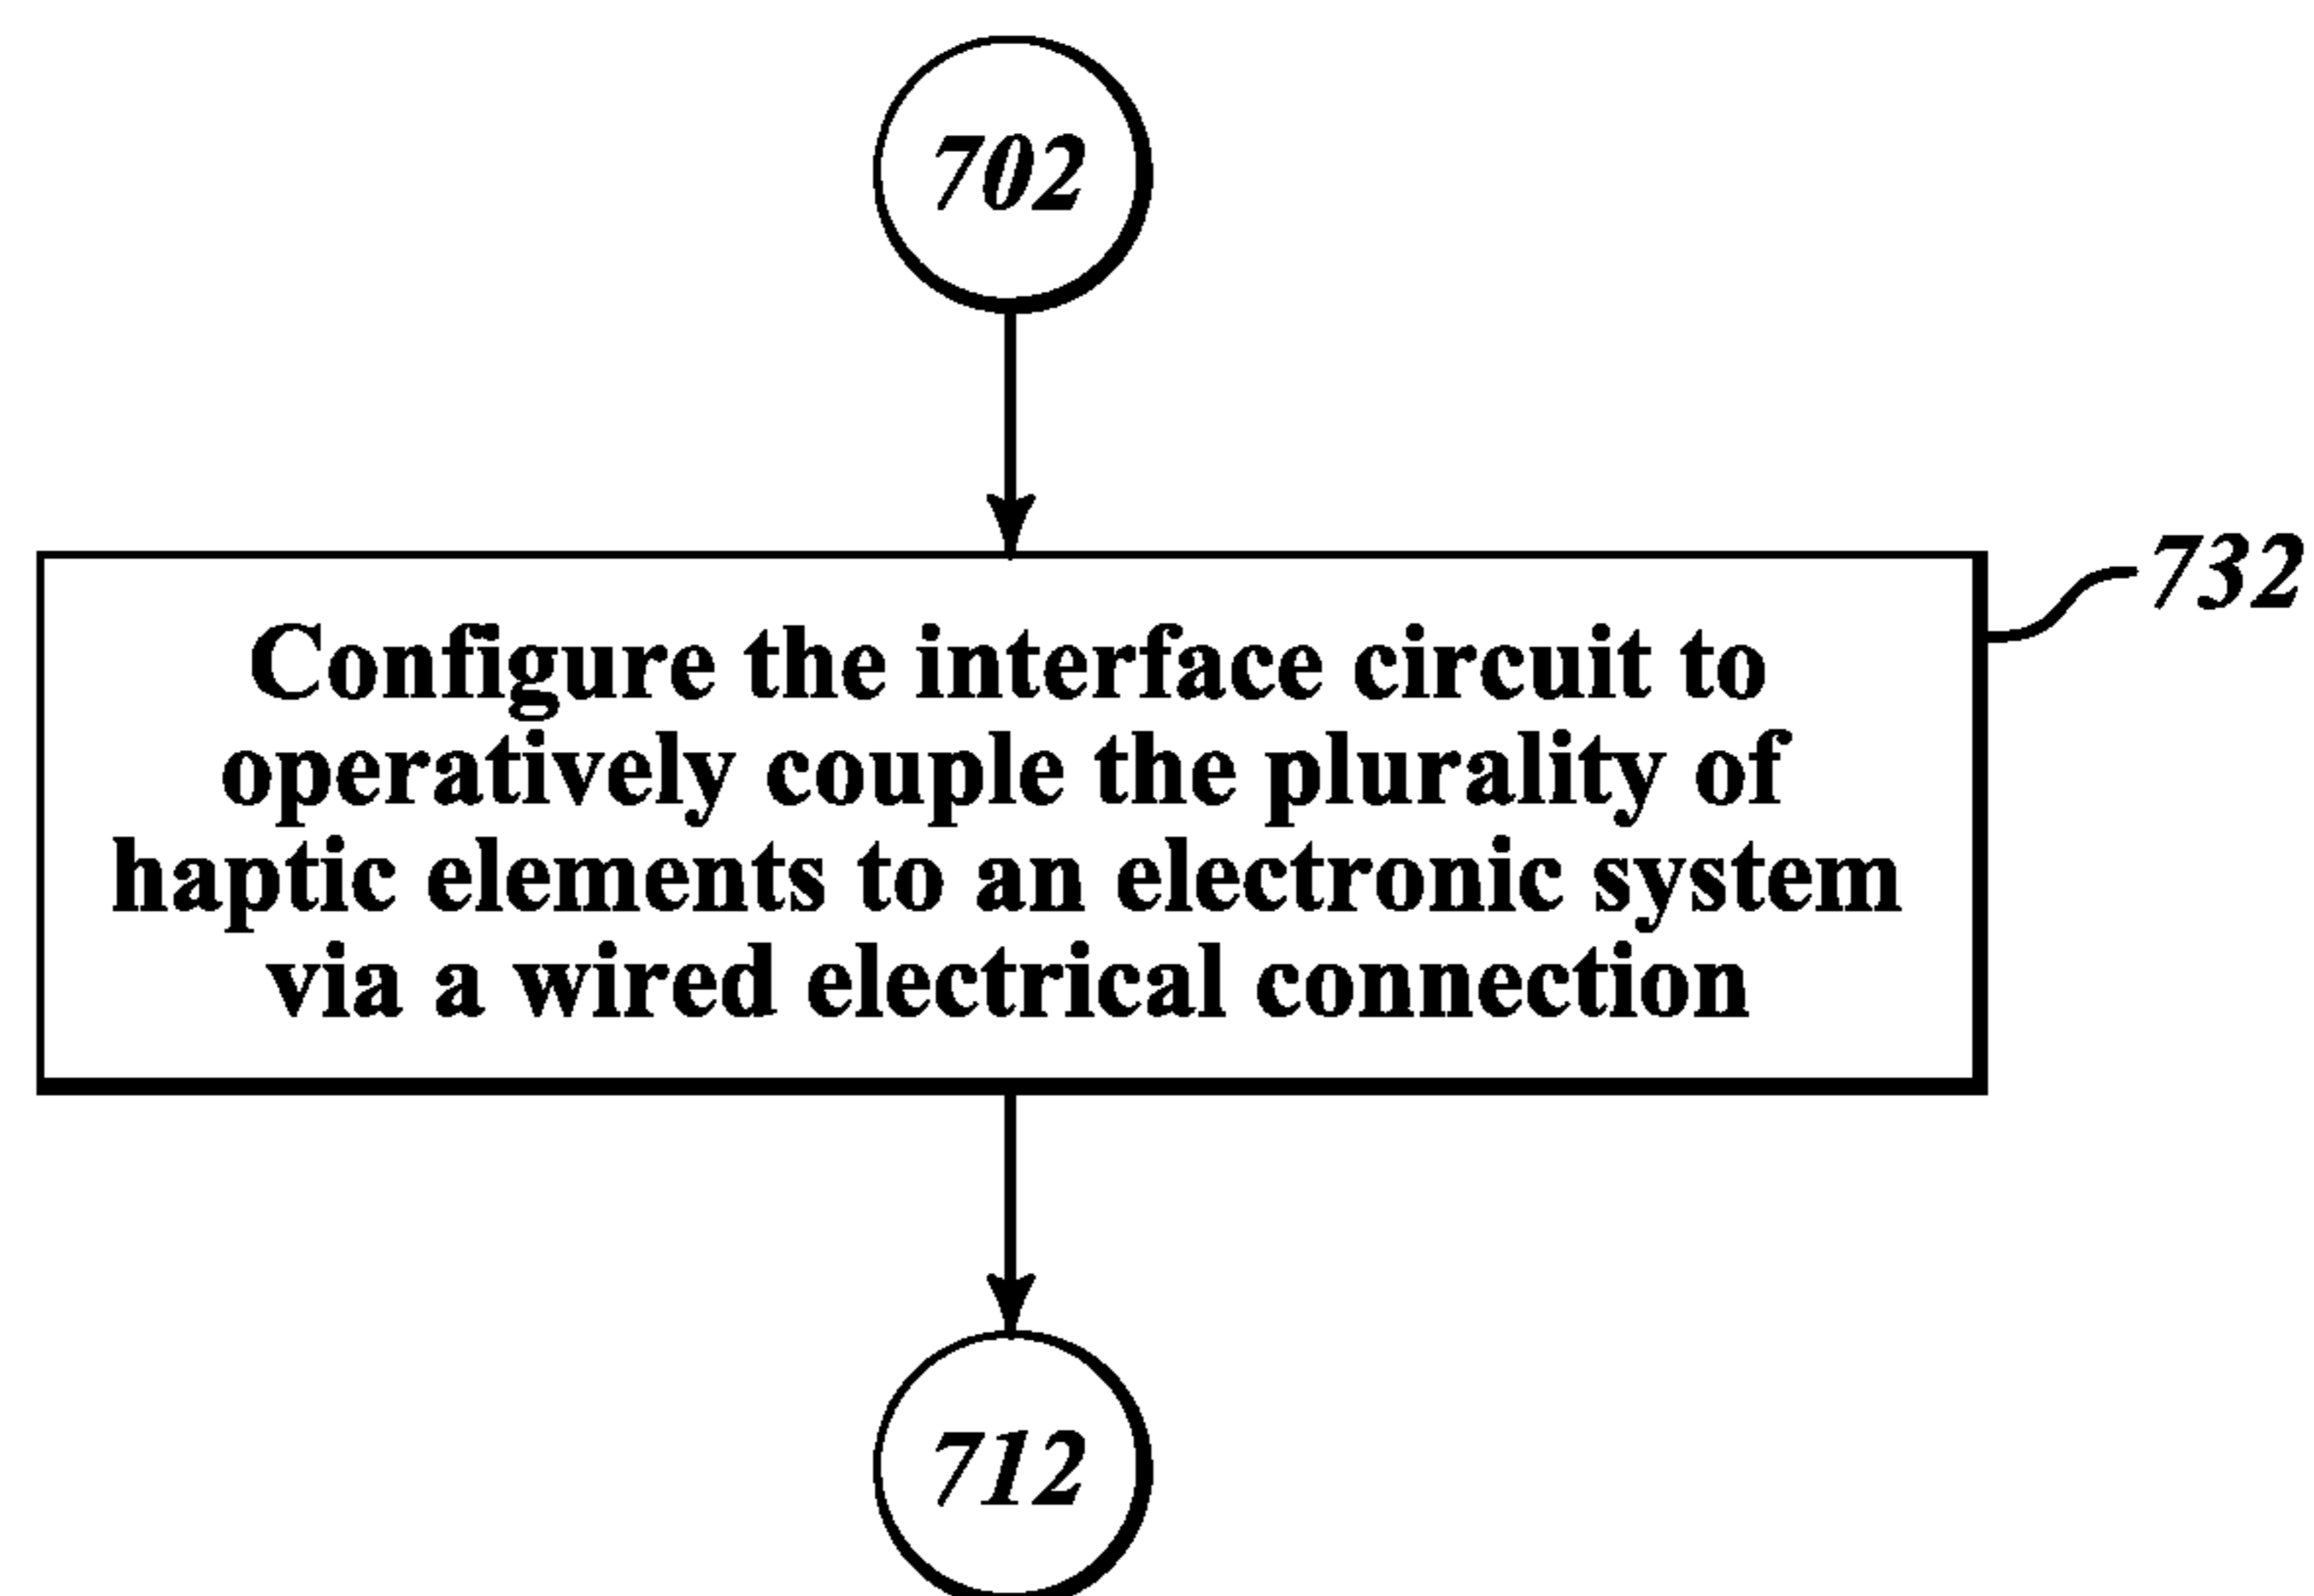 702
732
Configure the interface circuit to
operatively couple the plurality of
haptic elements to an electronic system
via a wired electrical connection
712